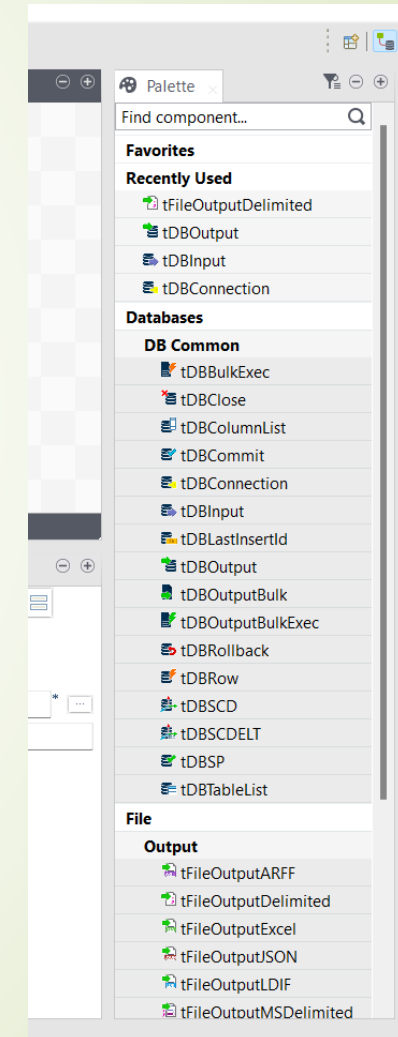 Palette
Find component...
Favorites
Recently Used
tFileOutputDelimited
tDBOutput
tDBInput
tDBConnection
Databases
DB Common
tDBBulkExec
tDBClose
tDBColumnList
tDBCommit
tDBConnection
tDBInput
tDBLastInsertId
tDBOutput
tDBOutputBulk
tDBOutputBulkExec
tDBRollback
tDBRow
tDBSCD
tDBSCDELT
tDBSP
tDBTableList
*
File
Output
tFileOutputARFF
tFileOutputDelimited
tFileOutputExcel
tFileOutputJSON
tFileOutputLDIF
tFileOutputMSDelimited